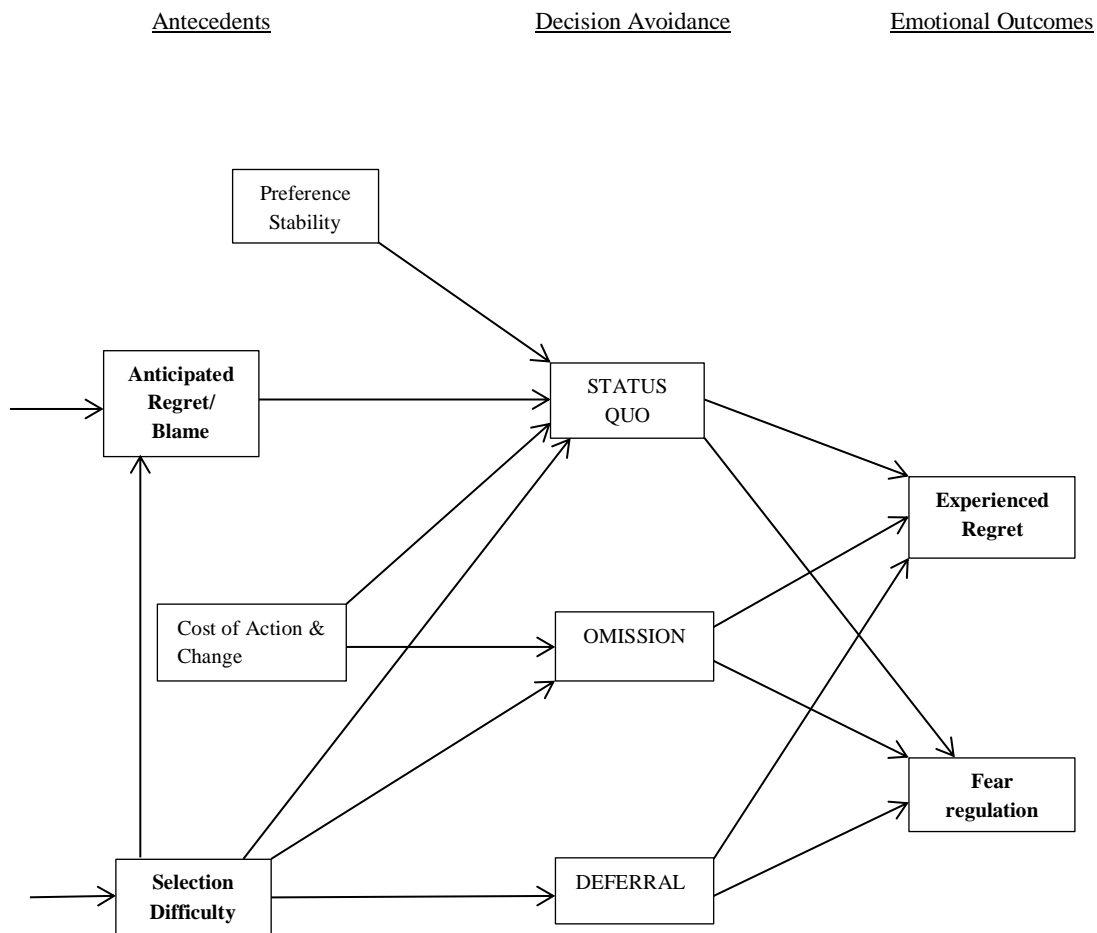 Antecedents
Decision Avoidance
Emotional Outcomes
Preference
Stability
Anticipated
Regret/
Blame
STATUS
QUO
Experienced
Regret
Cost of Action &
Change
OMISSION
Fear
regulation
Selection
Difficulty
DEFERRAL